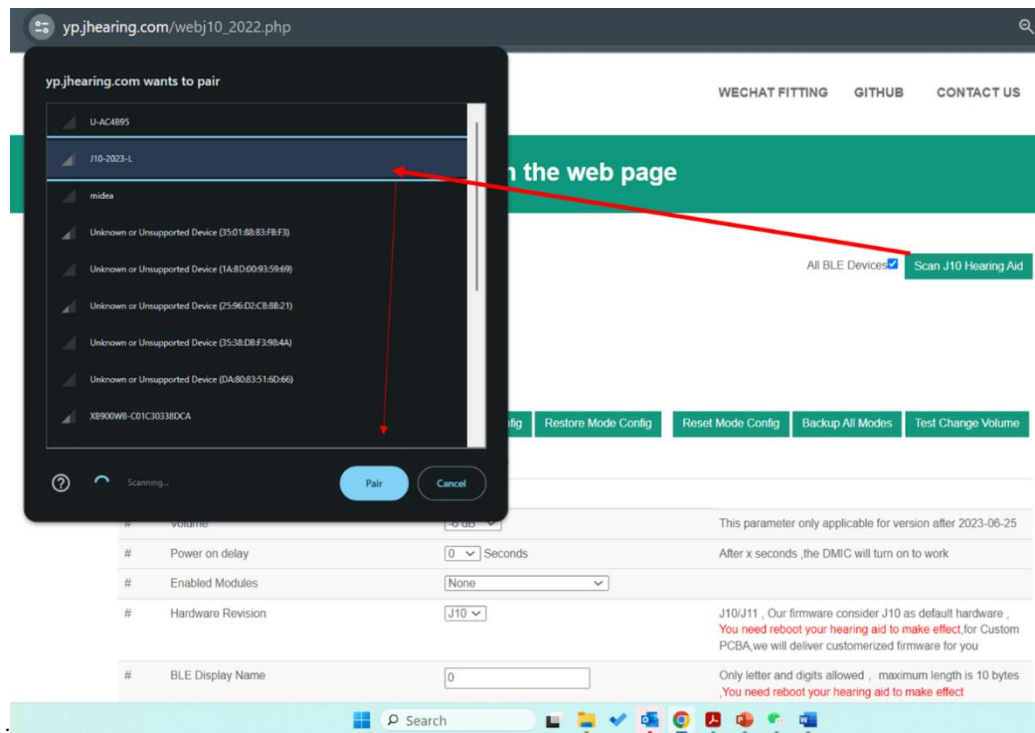 yp.jhearing.com/webj10_2022.php
yp.jhearing.com wants to pair
U-AC4B95
J10-2023-L
midea
Unknown or Unsupported Device (35:01:88:83:FB:F3)
Unknown or Unsupported Device (1A:8D:00:93:59:69)
Unknown or Unsupported Device (25:96:D2:CB:8B:21)
Unknown or Unsupported Device (35:38:DB:F3:98:4A)
Unknown or Unsupported Device (DA:80:83:51:6D:66)
XB900WB-C01C30338DCA
Scanning...
Pair
Cancel
WECHAT FITTING GITHUB CONTACT US
n the web page
All BLE Devices
Scan J10 Hearing Aid
fig
Restore Mode Config
Reset Mode Config
Backup All Modes
Test Change Volume
# Volume -6 dB This parameter only applicable for version after 2023-06-25
# Power on delay 0 Seconds After x seconds ,the DMIC will turn on to work
# Enabled Modules None
# Hardware Revision J10 J10/J11 , Our firmware consider J10 as default hardware ,
You need reboot your hearing aid to make effect,for Custom
PCBA,we will deliver customerized firmware for you
# BLE Display Name 0 Only letter and digits allowed , maximum length is 10 bytes
,You need reboot your hearing aid to make effect
Search
.